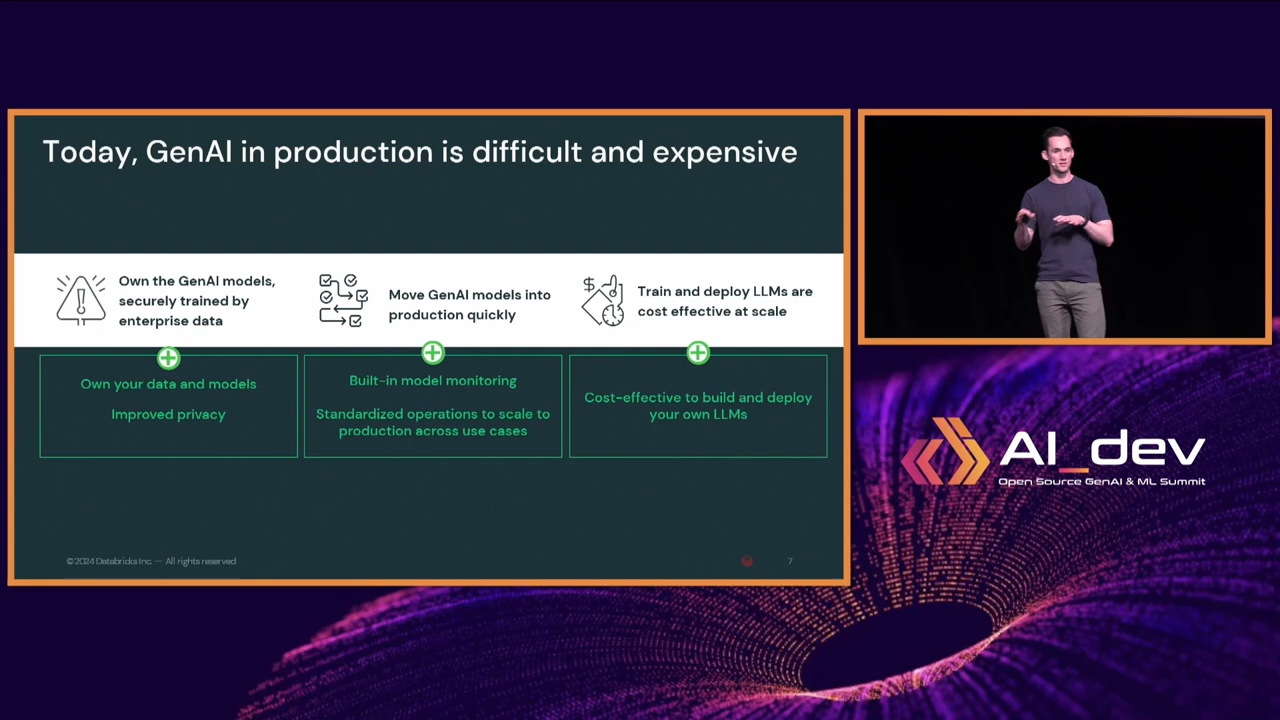 Today, GenAI in production is difficult and expensive
Own the GenAI models,
securely trained by
enterprise data
Move GenAI models into
production quickly
$
Train and deploy LLMs are
cost effective at scale
Own your data and models
Improved privacy
Built-in model monitoring
Standardized operations to scale to
production across use cases
Cost-effective to build and deploy
your own LLMs
©2024 Databricks Inc. — All rights reserved
7
AI_dev
Open Source GenAI & ML Summit